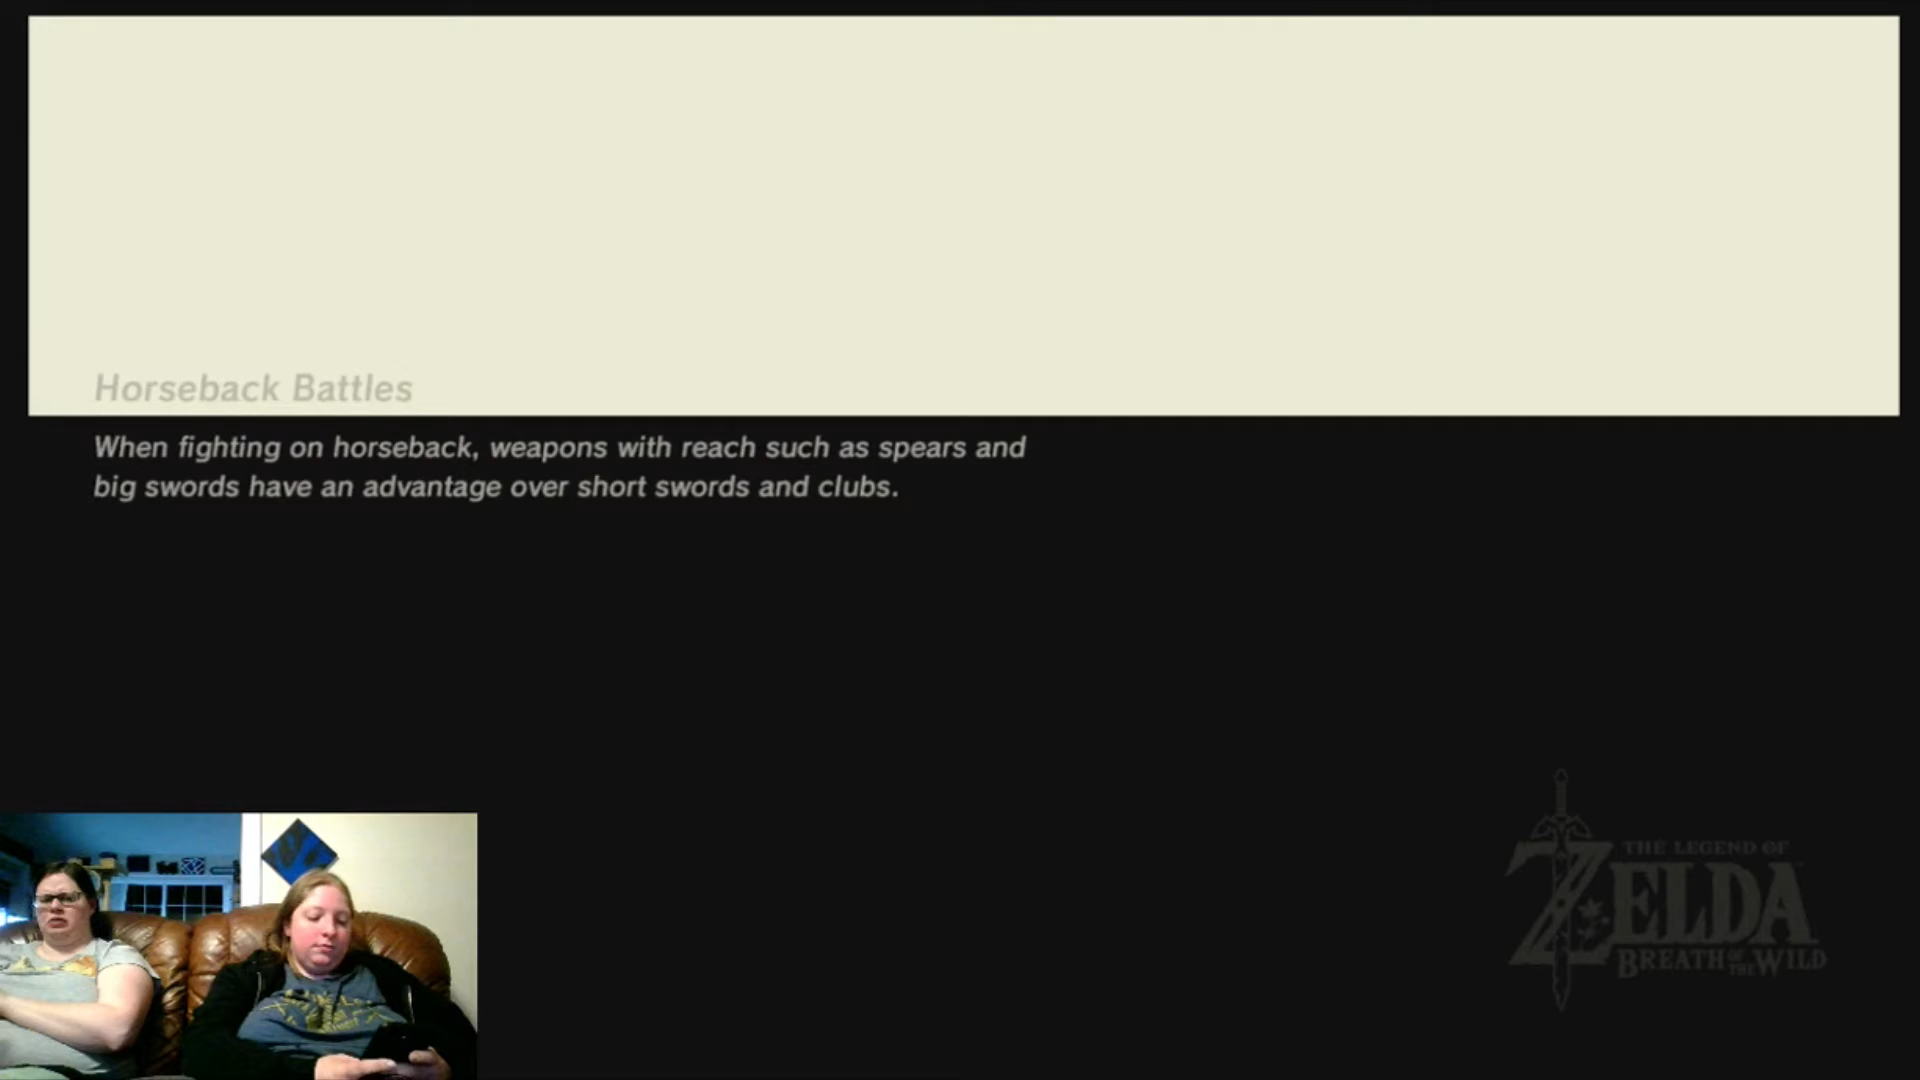 Horseback Battles
When fighting on horseback, weapons with reach such as spears and
big swords have an advantage over short swords and clubs.
THE LEGEND OF
ZELDA
BREATH OF THE WILD